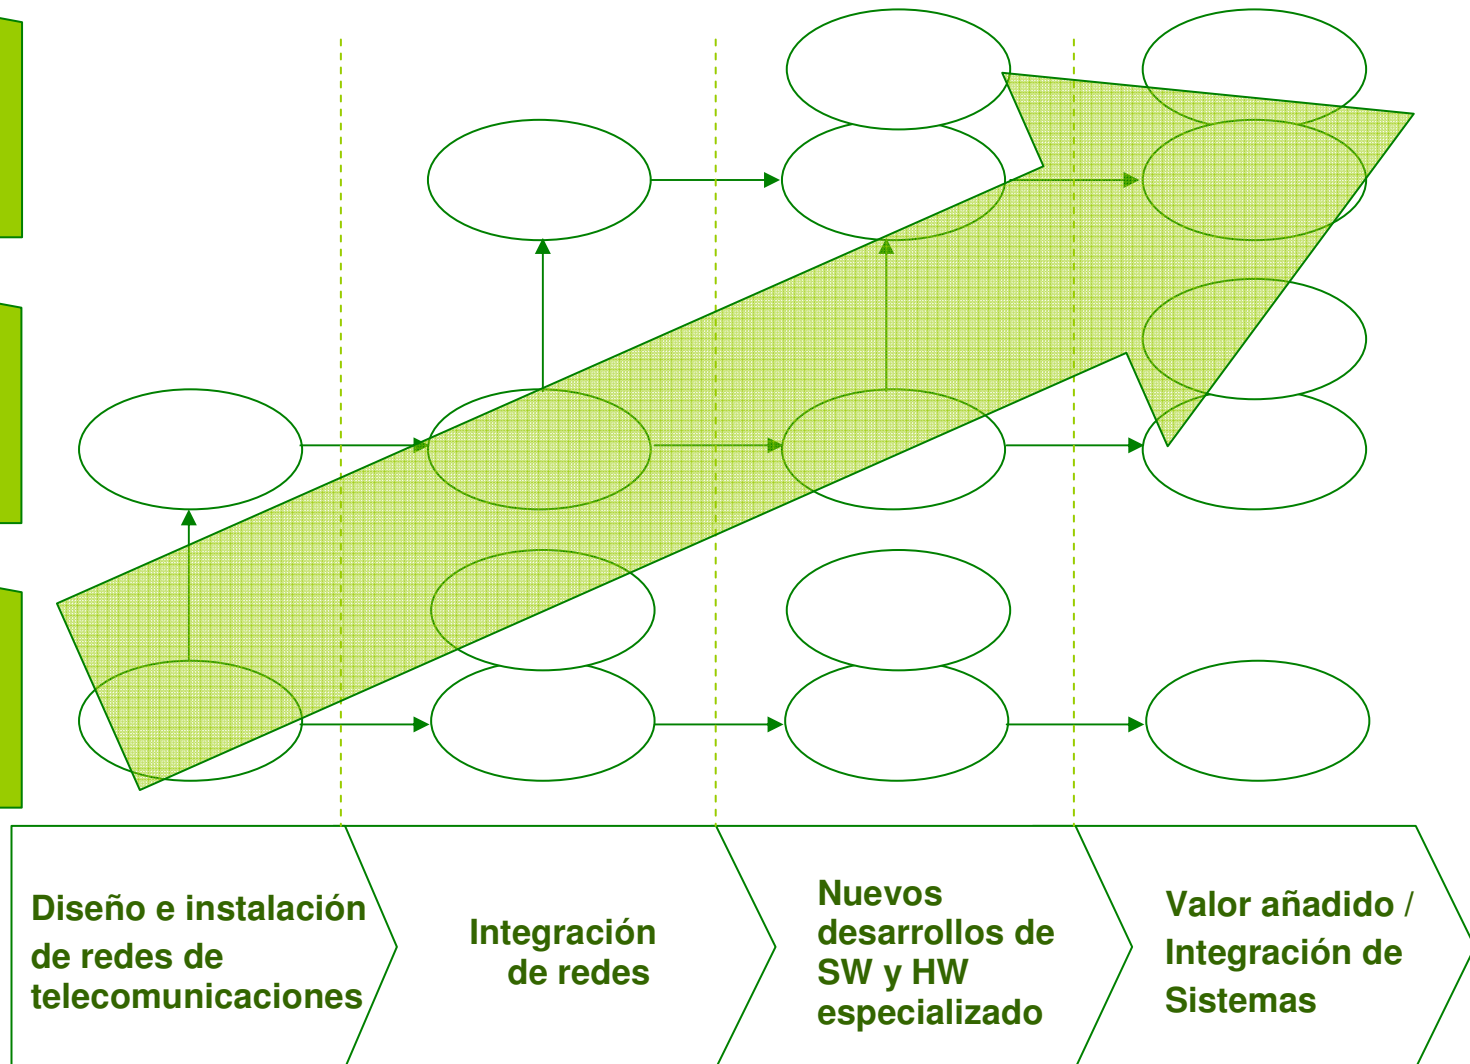 Diseño e instalación
de redes de
telecomunicaciones
Integración
de redes
Nuevos
desarrollos de
SW y HW
especializado
Valor añadido /
Integración de
Sistemas